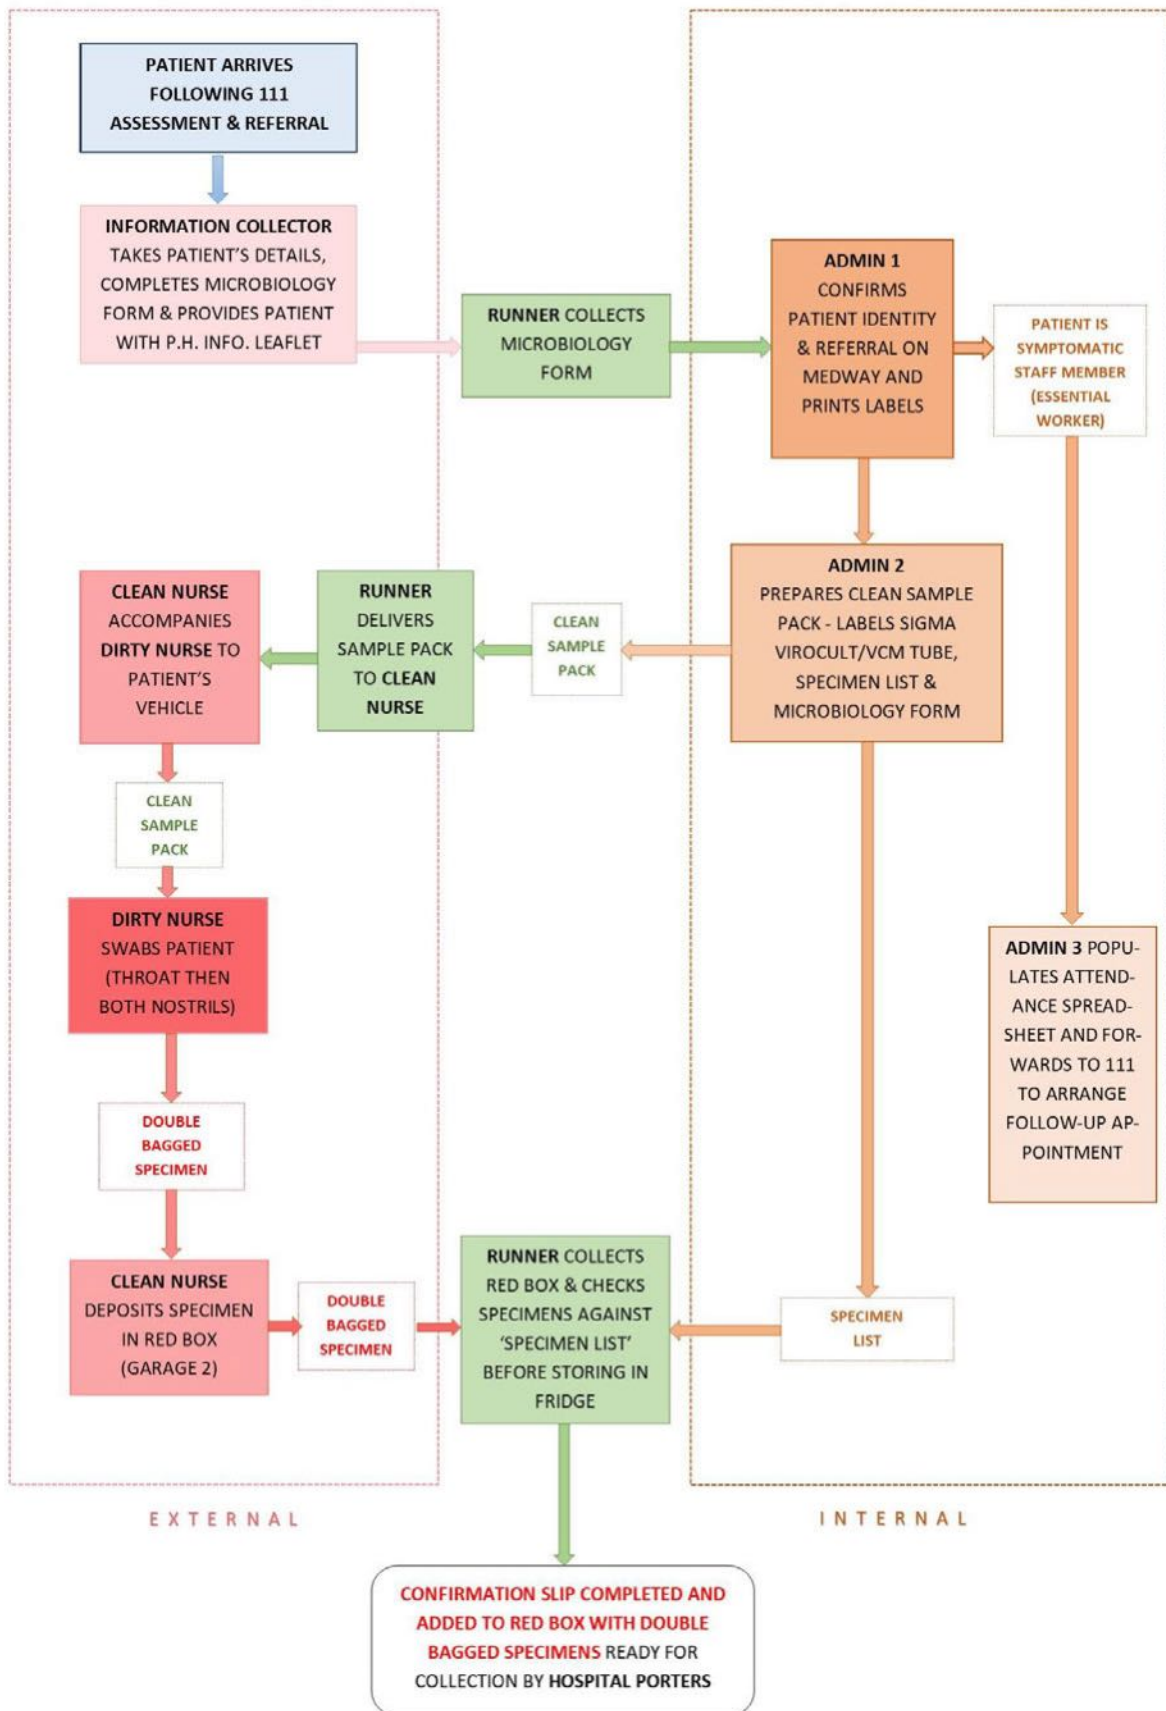 PATIENT ARRIVES
FOLLOWING 111
ASSESSMENT & REFERRAL
INFORMATION COLLECTOR
TAKES PATIENT'S DETAILS,
COMPLETES MICROBIOLOGY
FORM & PROVIDES PATIENT
WITH P.H. INFO. LEAFLET
RUNNER COLLECTS
MICROBIOLOGY
FORM
ADMIN 1
CONFIRMS
PATIENT IDENTITY
& REFERRAL ON
MEDWAY AND
PRINTS LABELS
PATIENT IS
SYMPTOMATIC
STAFF MEMBER
(ESSENTIAL
WORKER)
ADMIN 2
PREPARES CLEAN SAMPLE
PACK - LABELS SIGMA
VIROCULT/VCM TUBE,
SPECIMEN LIST &
MICROBIOLOGY FORM
CLEAN
SAMPLE
PACK
RUNNER
DELIVERS
SAMPLE PACK
TO CLEAN
NURSE
CLEAN NURSE
ACCOMPANIES
DIRTY NURSE TO
PATIENT'S
VEHICLE
CLEAN
SAMPLE
PACK
DIRTY NURSE
SWABS PATIENT
(THROAT THEN
BOTH NOSTRILS)
ADMIN 3 POPU-
LATES ATTEND-
ANCE SPREAD-
SHEET AND FOR-
WARDS TO 111
TO ARRANGE
FOLLOW-UP AP-
POINTMENT
DOUBLE
BAGGED
SPECIMEN
CLEAN NURSE
DEPOSITS SPECIMEN
IN RED BOX
(GARAGE 2)
DOUBLE
BAGGED
SPECIMEN
RUNNER COLLECTS
RED BOX & CHECKS
SPECIMENS AGAINST
'SPECIMEN LIST'
BEFORE STORING IN
FRIDGE
SPECIMEN
LIST
EXTERNAL
INTERNAL
CONFIRMATION SLIP COMPLETED AND
ADDED TO RED BOX WITH DOUBLE
BAGGED SPECIMENS READY FOR
COLLECTION BY HOSPITAL PORTERS